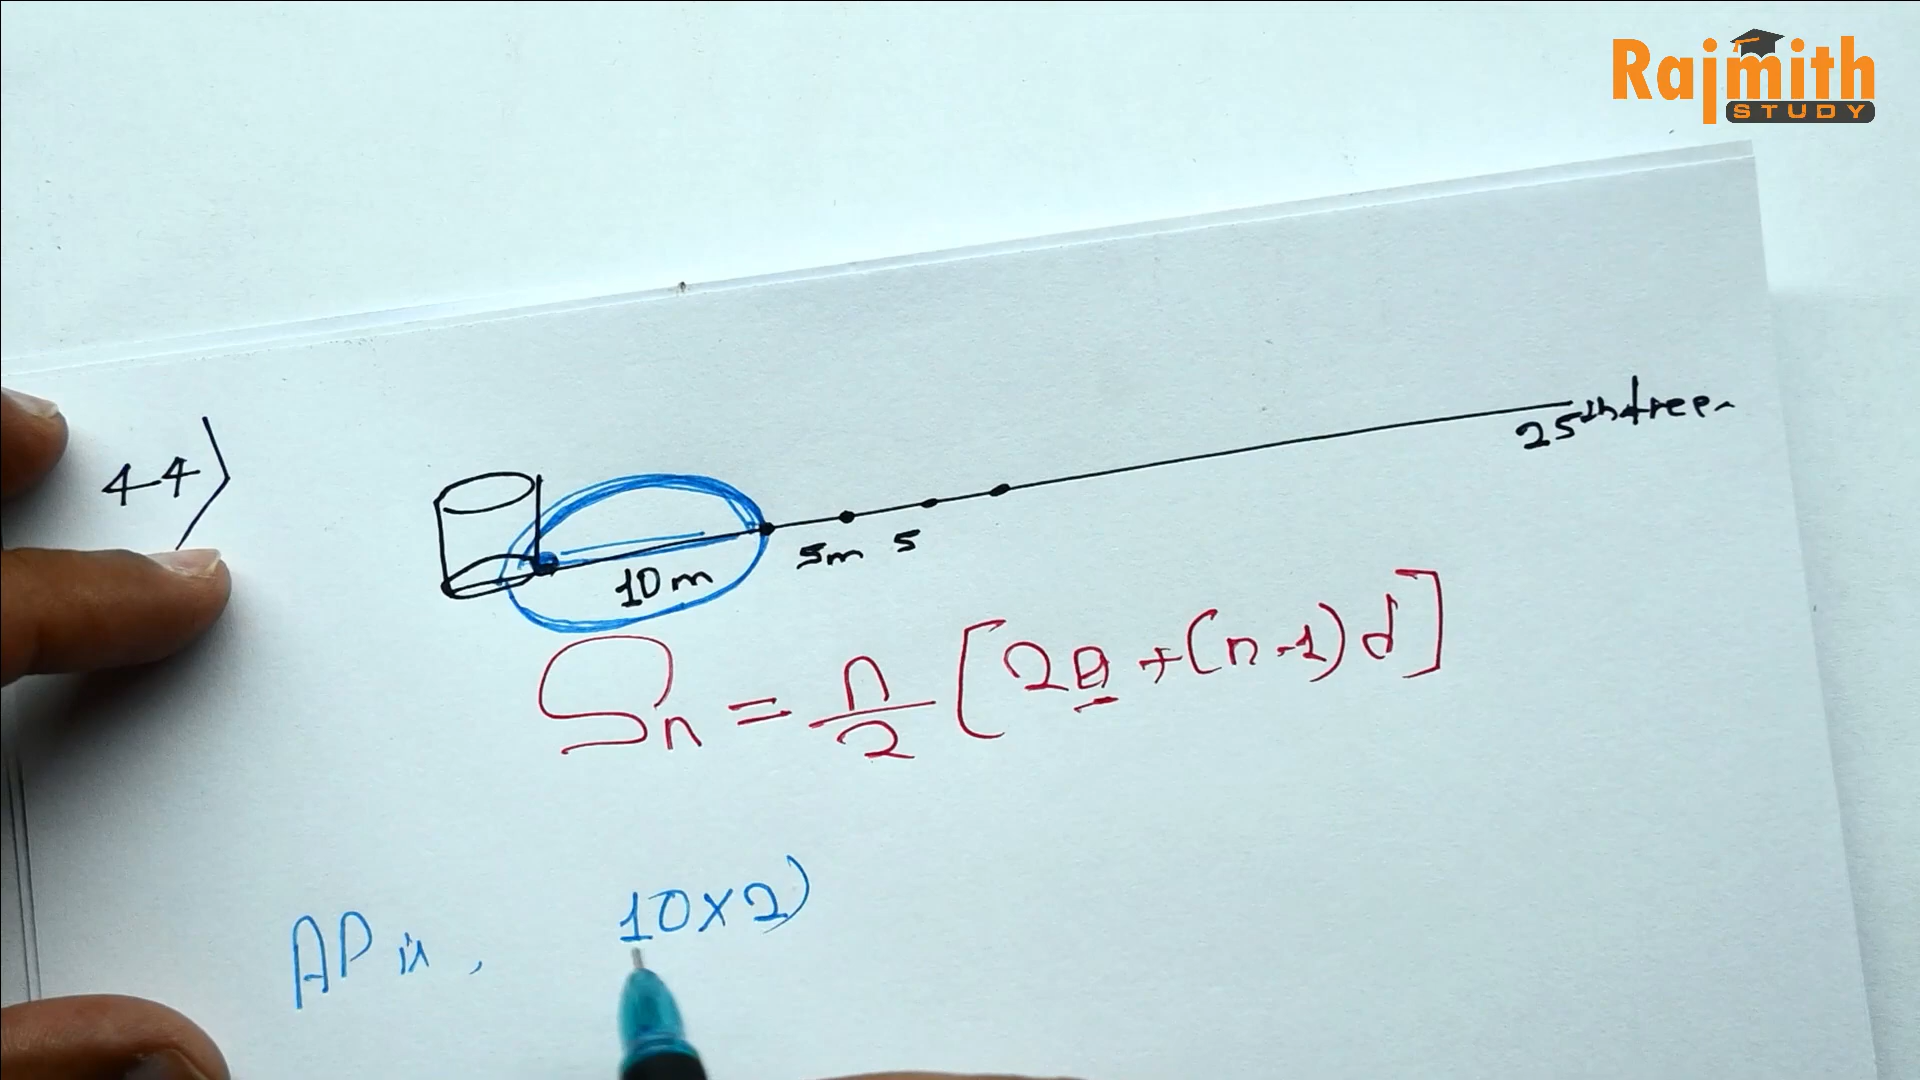 Rajmith
STUDY
44)
25th tree
10m 5m 5
Sn = n/2 [2a + (n-1) d]
AP is, 10×2)